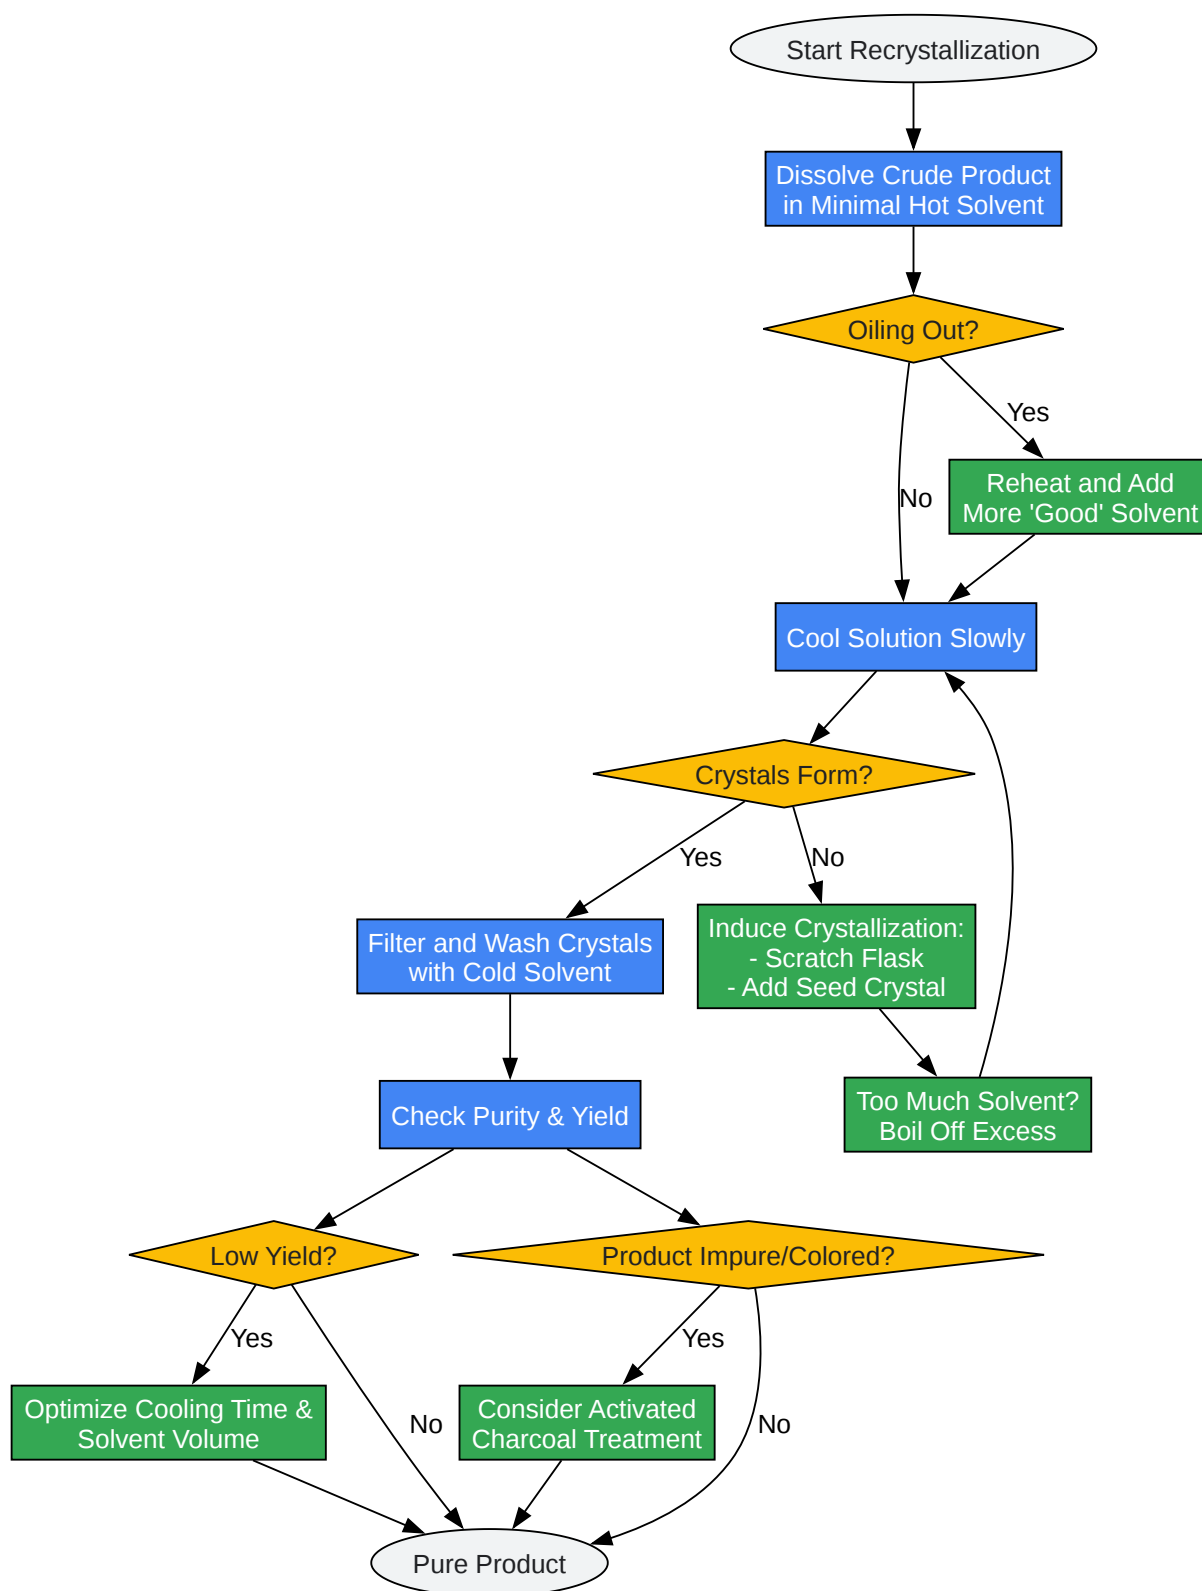 Start Recrystallization
Dissolve Crude Product
in Minimal Hot Solvent
Oiling Out?
Yes
No
Reheat and Add
More 'Good' Solvent
Cool Solution Slowly
Crystals Form?
Yes
No
Filter and Wash Crystals
with Cold Solvent
Induce Crystallization:
- Scratch Flask
- Add Seed Crystal
Check Purity & Yield
Too Much Solvent?
Boil Off Excess
Low Yield?
Product Impure/Colored?
Yes
Yes
Optimize Cooling Time &
Solvent Volume
No
Consider Activated
Charcoal Treatment
No
Pure Product